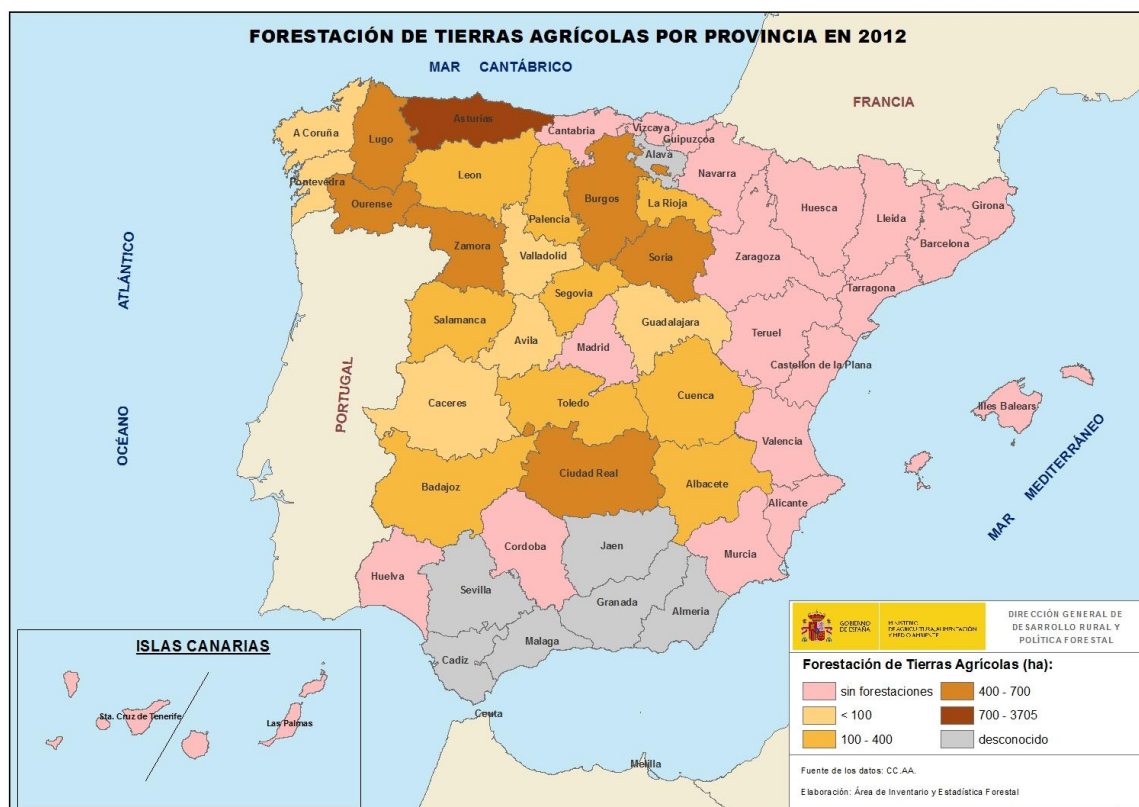 FORESTACIÓN DE TIERRAS AGRÍCOLAS POR PROVINCIA EN 2012
MAR CANTÁBRICO
FRANCIA
A Coruña
Lugo
Asturias
Cantabria
Vizcaya
Guipuzcoa
Alava
Navarra
Pontevedra
Ourense
Leon
Palencia
Burgos
La Rioja
Huesca
Lleida
Girona
Barcelona
Zamora
Valladolid
Soria
Zaragoza
Tarragona
ATLÁNTICO
OCÉANO
PORTUGAL
Salamanca
Segovia
Avila
Madrid
Guadalajara
Teruel
Castellon de la Plana
Caceres
Toledo
Cuenca
Valencia
Illes Balears
MAR MEDITERRÁNEO
Badajoz
Ciudad Real
Albacete
Alicante
Huelva
Cordoba
Jaen
Murcia
Sevilla
Granada
Almeria
Malaga
Cadiz
Ceuta
Melilla
ISLAS CANARIAS
Sta. Cruz de Tenerife
Las Palmas
GOBIERNO
DE ESPAÑA
MINISTERIO
DE AGRICULTURA, ALIMENTACIÓN
Y MEDIO AMBIENTE
DIRECCIÓN GENERAL DE
DESARROLLO RURAL Y
POLÍTICA FORESTAL
Forestación de Tierras Agrícolas (ha):
sin forestaciones
< 100
100 - 400
400 - 700
700 - 3705
desconocido
Fuente de los datos: CC.AA.
Elaboración: Área de Inventario y Estadística Forestal